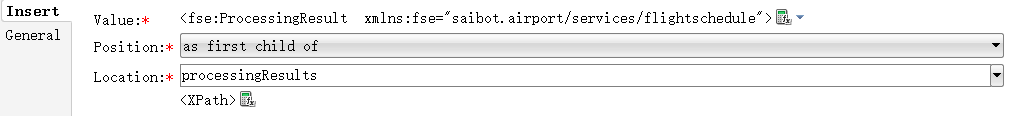 Insert
General
Value:* <fse:ProcessingResult xmlns:fse="saibot.airport/services/flightschedule">
Position:* as first child of
Location:* processingResults
<XPath>